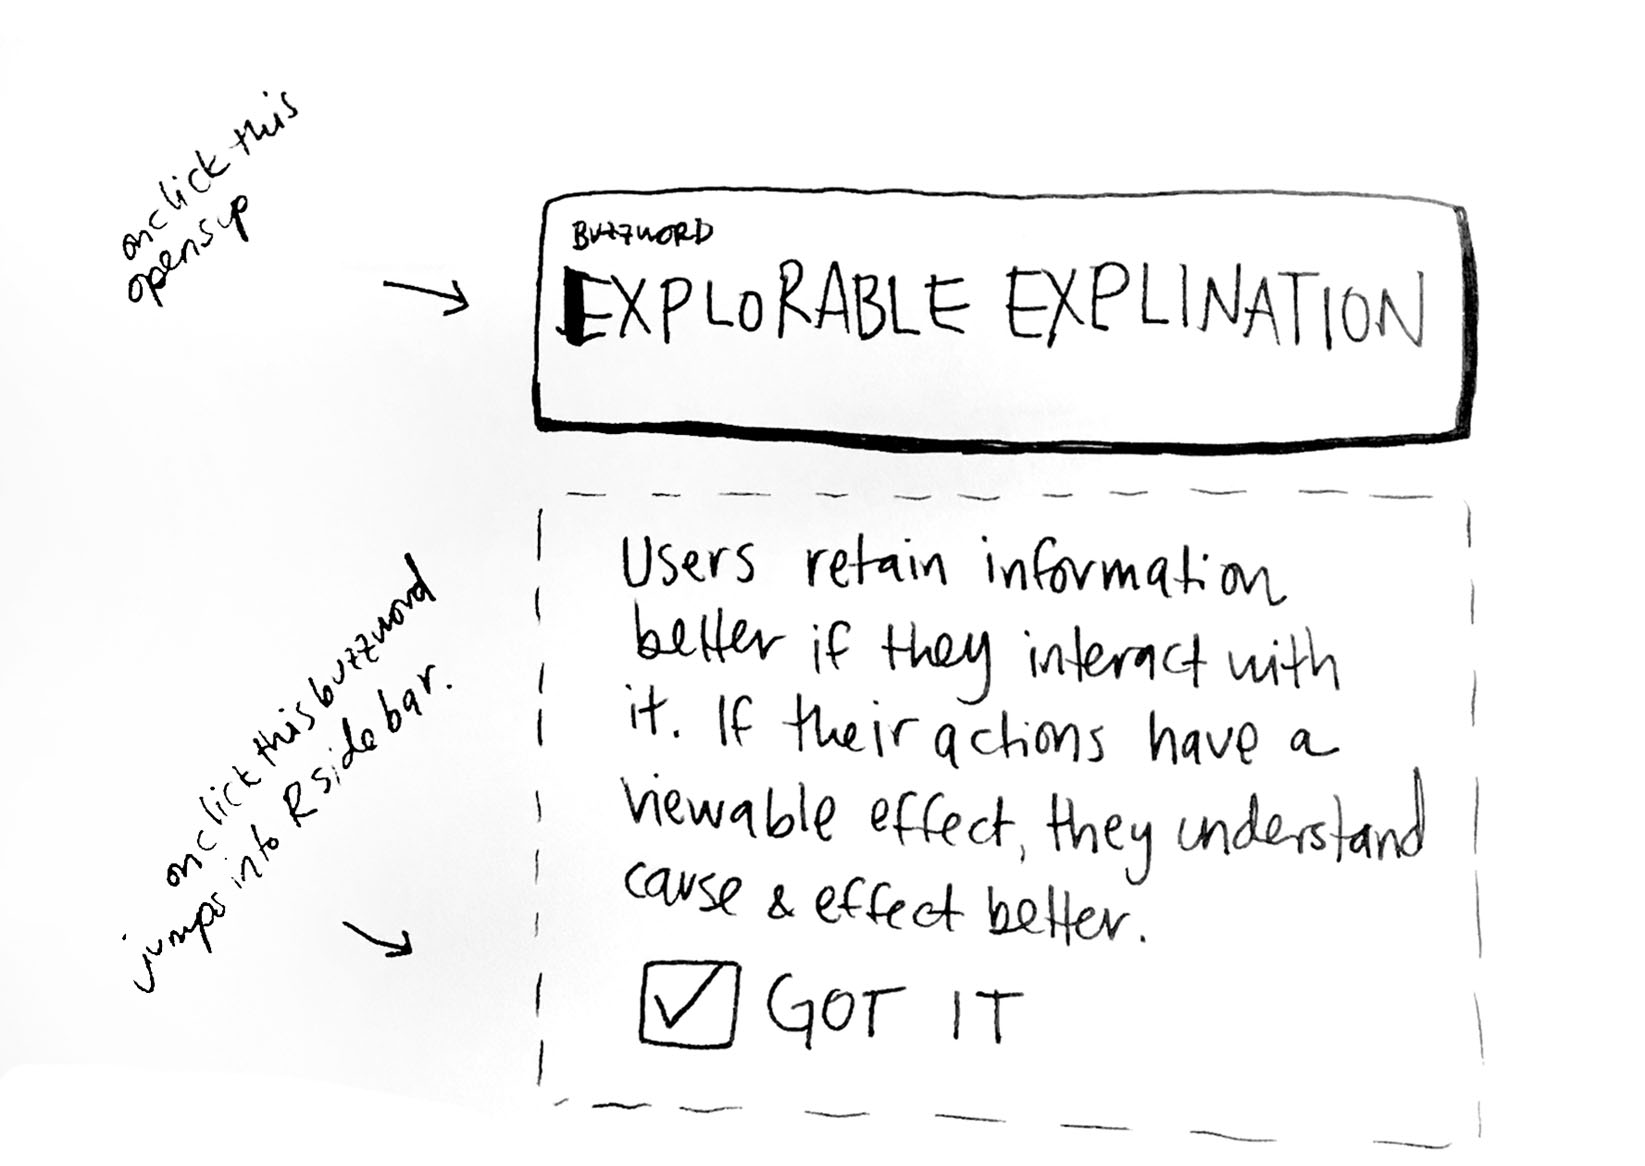 onclick this
opens up
BUZZWORD
EXPLORABLE EXPLINATION
Users retain information
better if they interact with
it. If their actions have a
viewable effect, they understand
cause & effect better.
GOT IT
onclick this buzzword
jumps into R side bar.